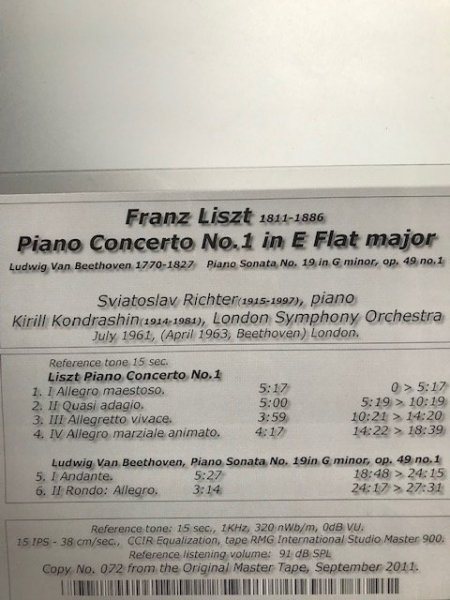 Franz Liszt 1811-1886
Piano Concerto No.1 in E Flat major
Ludwig Van Beethoven 1770-1827 Piano Sonata No. 19 in G minor, op. 49 no.1
Sviatoslav Richter(1915-1997), piano
Kirill Kondrashin(1914-1981), London Symphony Orchestra
July 1961, (April 1963, Beethoven) London.
Reference tone 15 sec.
Liszt Piano Concerto No.1
1. I Allegro maestoso. 5:17 0 > 5:17
2. II Quasi adagio. 5:00 5:19 > 10:19
3. III Allegretto vivace. 3:59 10:21 > 14:20
4. IV Allegro marziale animato. 4:17 14:22 > 18:39
Ludwig Van Beethoven, Piano Sonata No. 19in G minor, op. 49 no.1
5. I Andante. 5:27 18:48 > 24:15
6. II Rondo: Allegro. 3:14 24:17 > 27:31
Reference tone: 15 sec., 1KHz, 320 nWb/m, 0dB VU.
15 IPS - 38 cm/sec., CCIR Equalization, tape RMG International Studio Master 900.
Reference listening volume: 91 dB SPL
Copy No. 072 from the Original Master Tape, September 2011.